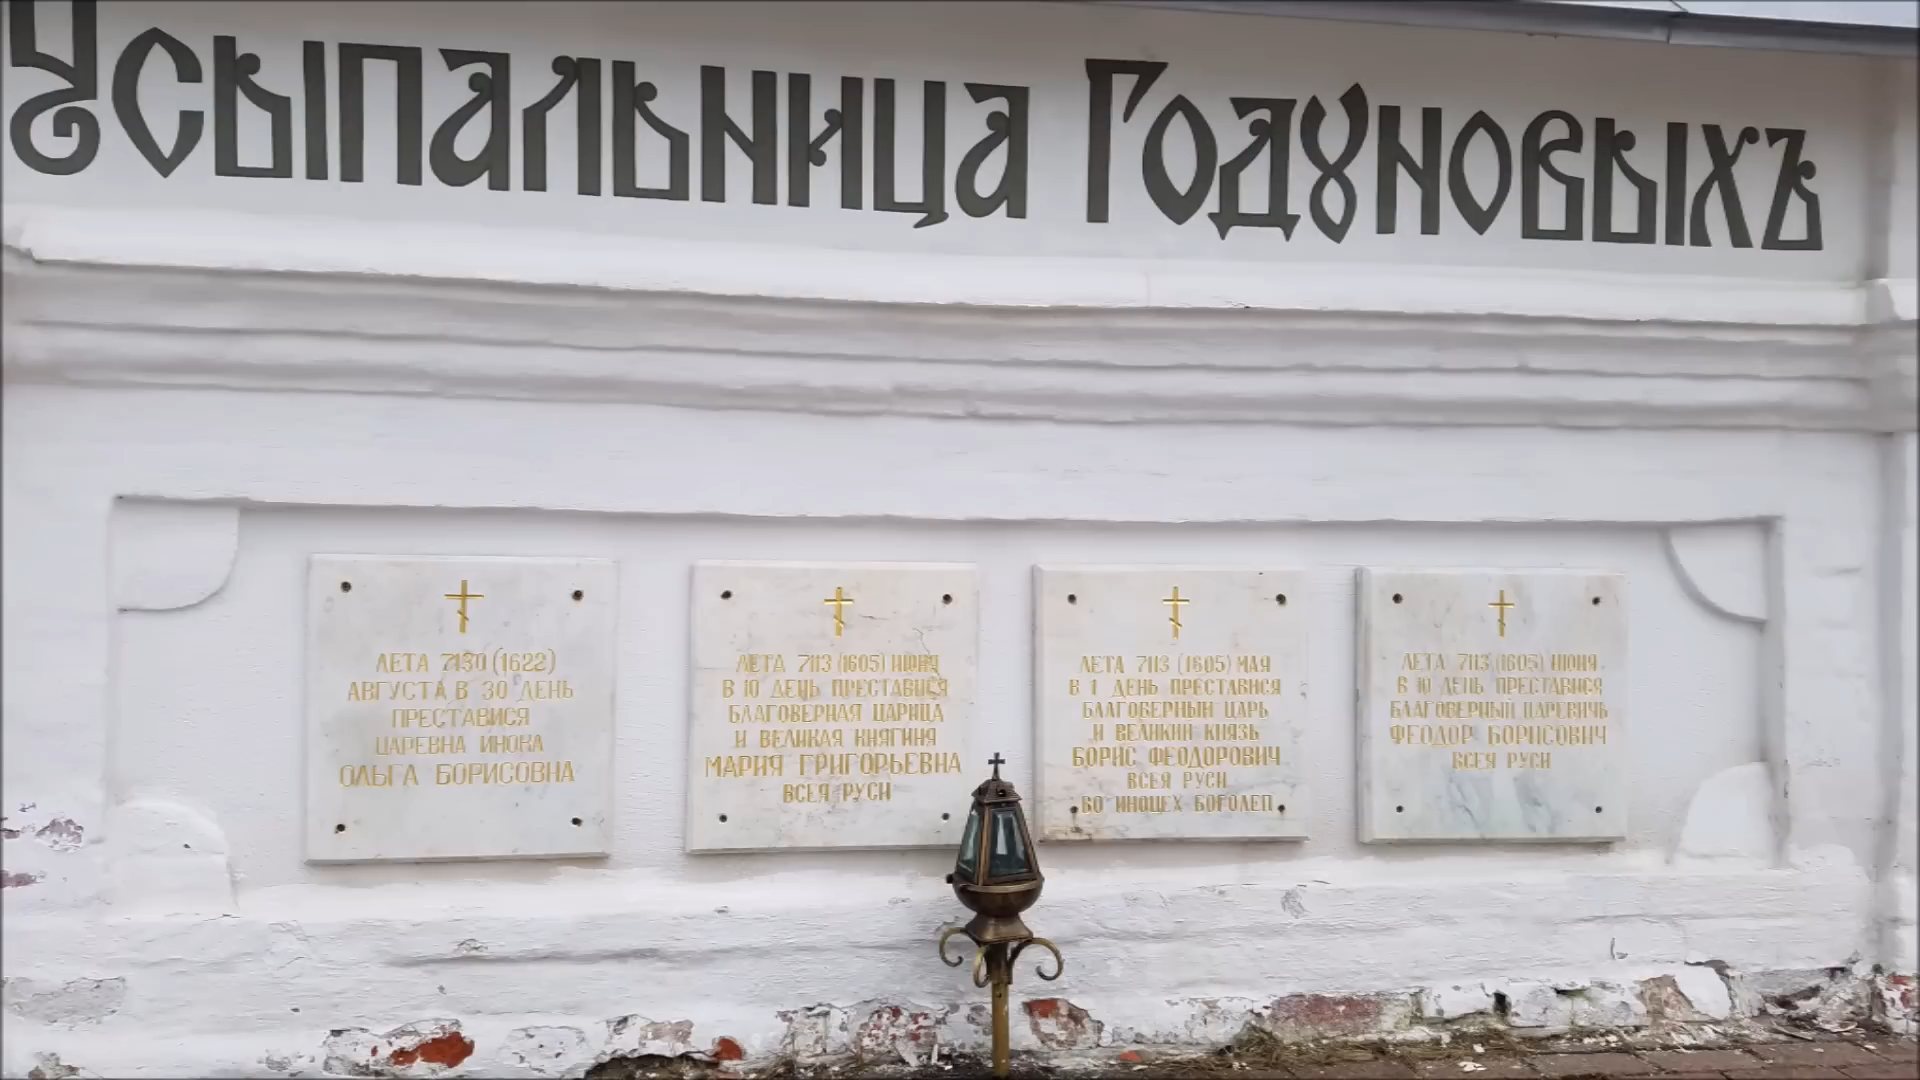 Усыпальница Годуновыхъ
ЛЕТА 7130 (1622)
АВГУСТА В 30 ДЕНЬ
ПРЕСТАВИСЯ
ЦАРЕВНА ИНОКА
ОЛЬГА БОРИСОВНА
ЛЕТА 7113 (1605) ИЮНЯ
В 10 ДЕНЬ ПРЕСТАВИСЯ
БЛАГОВЕРНАЯ ЦАРИЦА
И ВЕЛИКАЯ КНЯГИНЯ
МАРИЯ ГРИГОРЬЕВНА
ВСЕЯ РУСИ
ЛЕТА 7113 (1605) МАЯ
В 1 ДЕНЬ ПРЕСТАВИСЯ
БЛАГОВЕРНЫЙ ЦАРЬ
И ВЕЛИКИЙ КНЯЗЬ
БОРИС ФЕОДОРОВИЧ
ВСЕЯ РУСИ
ВО ИНОЦЕХ БОГОЛЕП
ЛЕТА 7113 (1605) ИЮНЯ
В 10 ДЕНЬ ПРЕСТАВИСЯ
БЛАГОВЕРНЫЙ ЦАРЕВИЧЬ
ФЕОДОР БОРИСОВИЧ
ВСЕЯ РУСИ